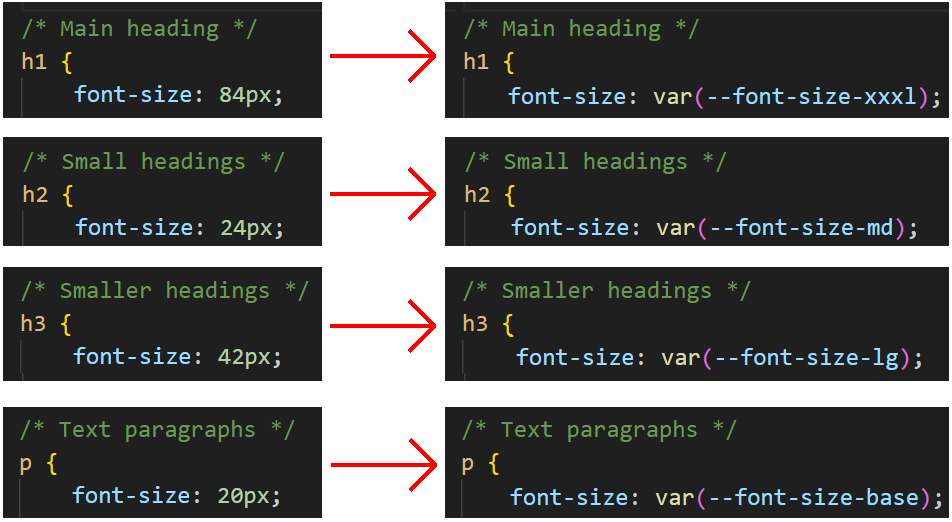 /* Main heading */
h1 {
font-size: 84px;
/* Main heading */
h1 {
font-size: var(--font-size-xxxl);
/* Small headings */
h2 {
font-size: 24px;
/* Small headings */
h2 {
font-size: var(--font-size-md);
/* Smaller headings */
h3 {
font-size: 42px;
/* Smaller headings */
h3 {
font-size: var(--font-size-lg);
/* Text paragraphs */
p {
font-size: 20px;
/* Text paragraphs */
p {
font-size: var(--font-size-base);